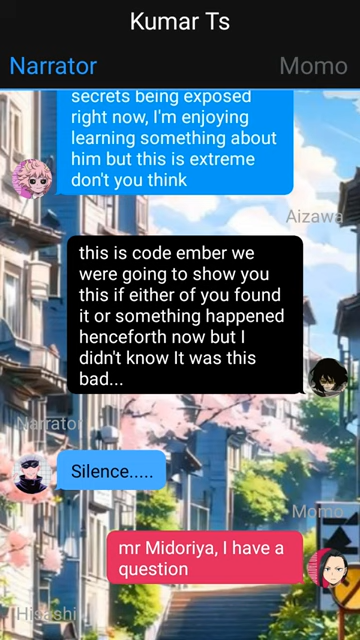 Kumar Ts
Narrator
Momo
secrets being exposed
right now, I'm enjoying
learning something about
him but this is extreme
don't you think
Aizawa
this is code ember we
were going to show you
this if either of you found
it or something happened
henceforth now but I
didn't know It was this
bad...
Narrator
Silence.....
Momo
mr Midoriya, I have a
question
Hisashi